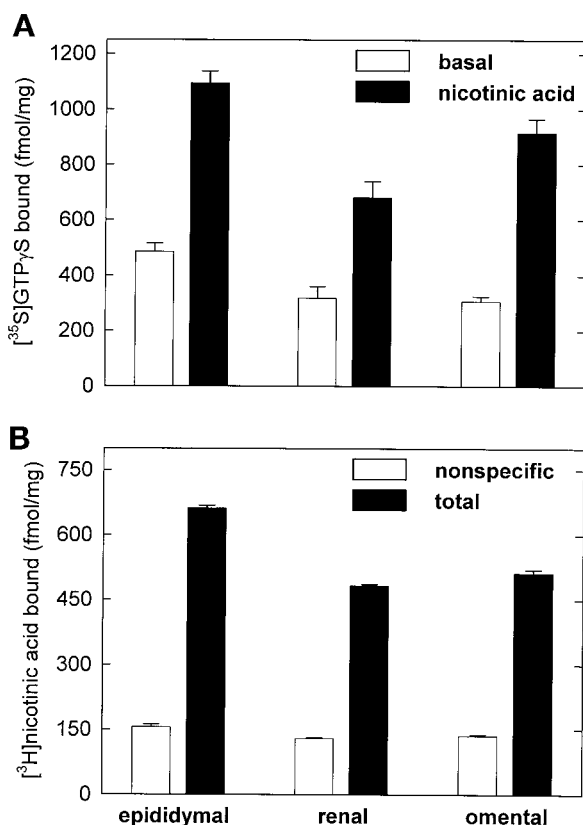 A
[³⁵S]GTPγS bound (fmol/mg)
1200
1000
800
600
400
200
0
basal
nicotinic acid
B
[³H]nicotinic acid bound (fmol/mg)
750
600
450
300
150
0
nonspecific
total
epididymal renal omental